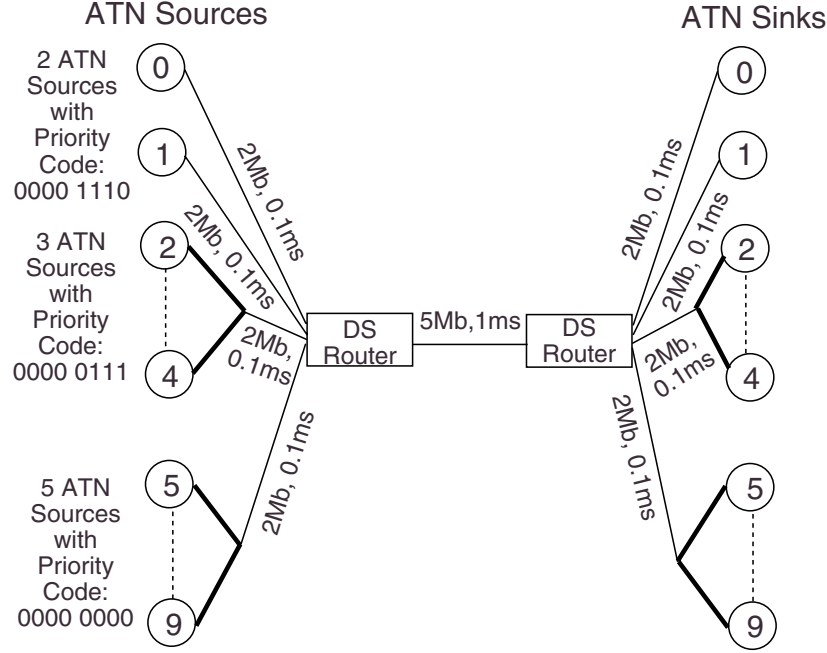 ATN Sources
ATN Sinks
2 ATN
Sources
with
Priority
Code:
0000 1110
0
1
2Mb, 0.1ms
2Mb, 0.1ms
3 ATN
Sources
with
Priority
Code:
0000 0111
2
4
2Mb,
0.1ms
5 ATN
Sources
with
Priority
Code:
0000 0000
5
9
2Mb, 0.1ms
DS
Router
5Mb,1ms
DS
Router
2Mb, 0.1ms
2Mb, 0.1ms
2Mb,
0.1ms
2Mb, 0.1ms
0
1
2
4
5
9